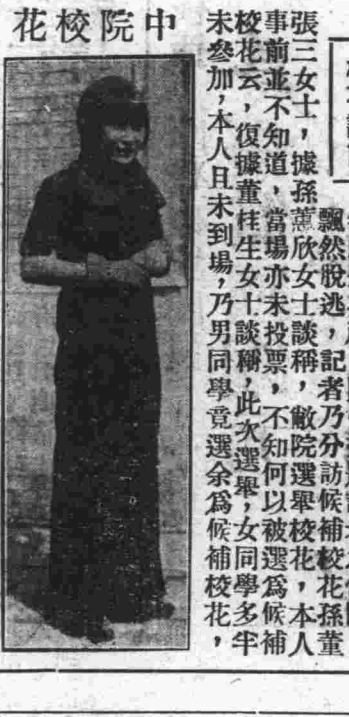 中院校花
飄然脫逃，記者乃分訪候補校花孫董
張三女士，據孫蕙欣女士談稱，敝院選舉校花，本人
事前並不知道，當場亦未投票，不知何以被選爲候補
校花云，復據董桂生女士談稱，此次選舉，女同學多半
未參加，本人且未到場，乃男同學竟選余爲候補校花，